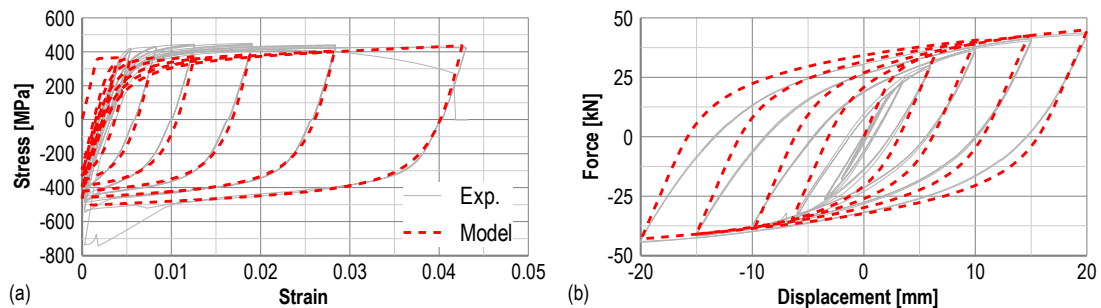 600
400
200
0
-200
-400
-600
-800
Stress [MPa]
0 0.01 0.02 0.03 0.04 0.05
Strain
Exp.
Model
(a)
50
25
0
-25
-50
Force [kN]
-20 -10 0 10 20
Displacement [mm]
(b)